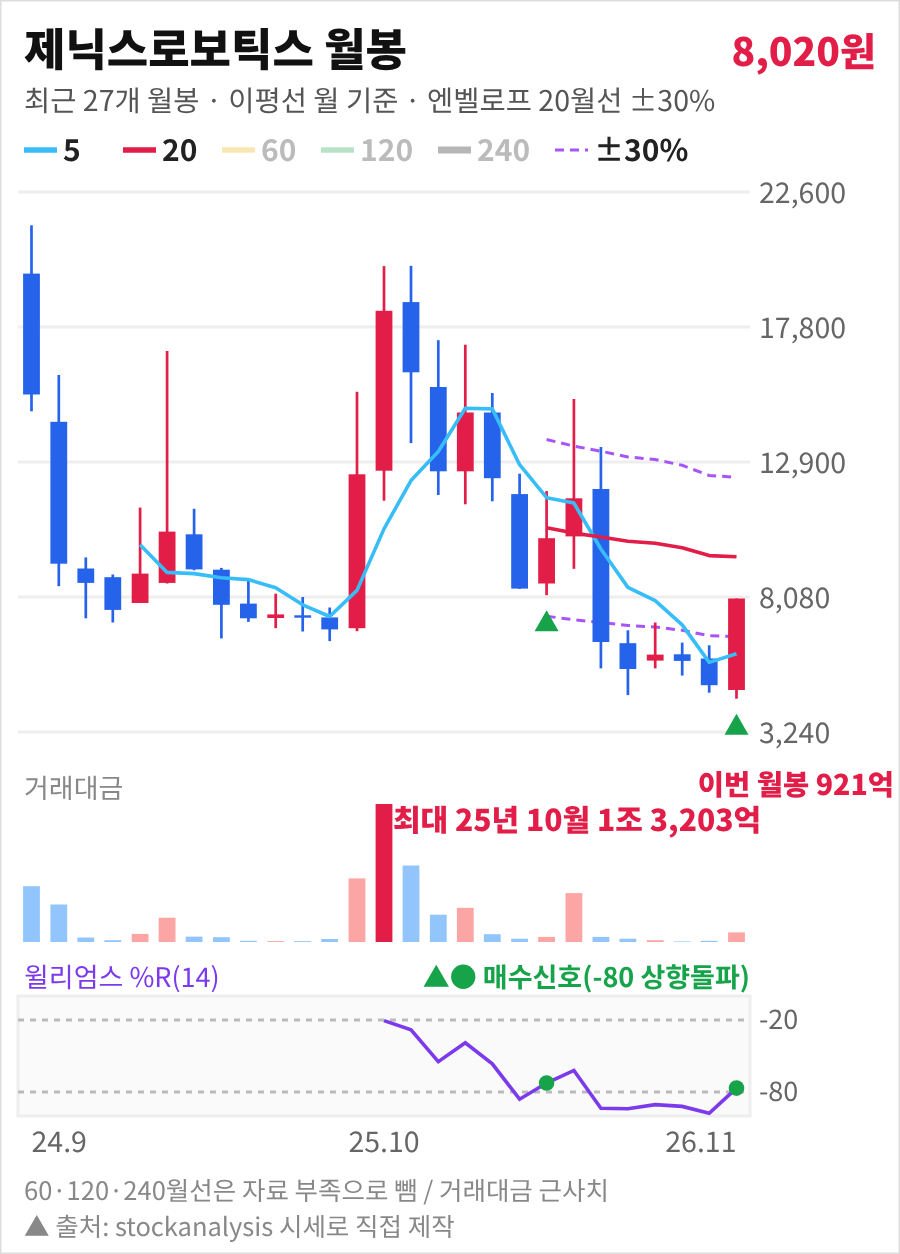 제닉스로보틱스 월봉
8,020원
최근 27개 월봉 · 이평선 월 기준 · 엔벨로프 20월선 ±30%
5 20 60 120 240 ±30%
22,600
17,800
12,900
8,080
3,240
거래대금
이번 월봉 921억
최대 25년 10월 1조 3,203억
윌리엄스 %R(14)
▲● 매수신호(-80 상향돌파)
-20
-80
24.9 25.10 26.11
60·120·240월선은 자료 부족으로 뺌 / 거래대금 근사치
▲ 출처: stockanalysis 시세로 직접 제작